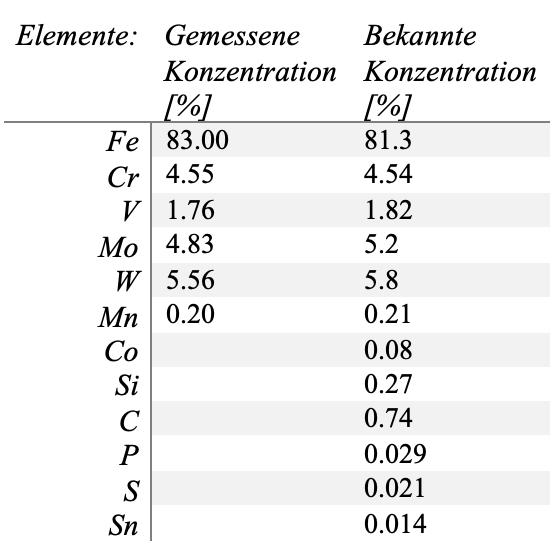 Elemente: Gemessene Bekannte
Konzentration Konzentration
[%] [%]
Fe 83.00 81.3
Cr 4.55 4.54
V 1.76 1.82
Mo 4.83 5.2
W 5.56 5.8
Mn 0.20 0.21
Co 0.08
Si 0.27
C 0.74
P 0.029
S 0.021
Sn 0.014